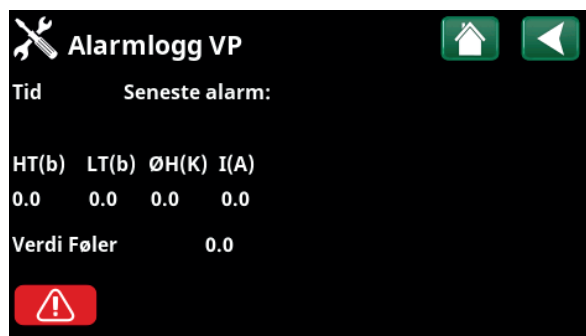 Alarmlogg VP
Tid Seneste alarm:
HT(b) LT(b) ØH(K) I(A)
0.0 0.0 0.0 0.0
Verdi Føler 0.0